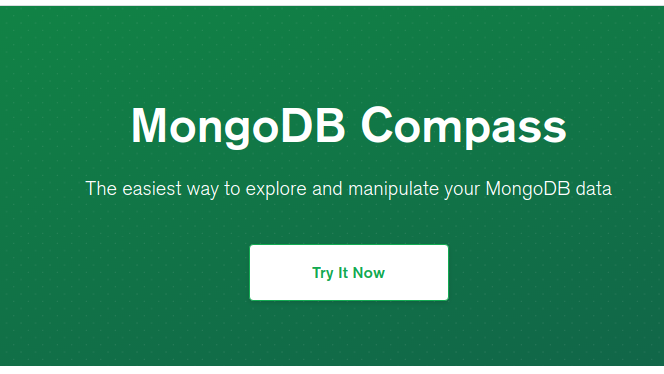 MongoDB Compass
The easiest way to explore and manipulate your MongoDB data
Try It Now